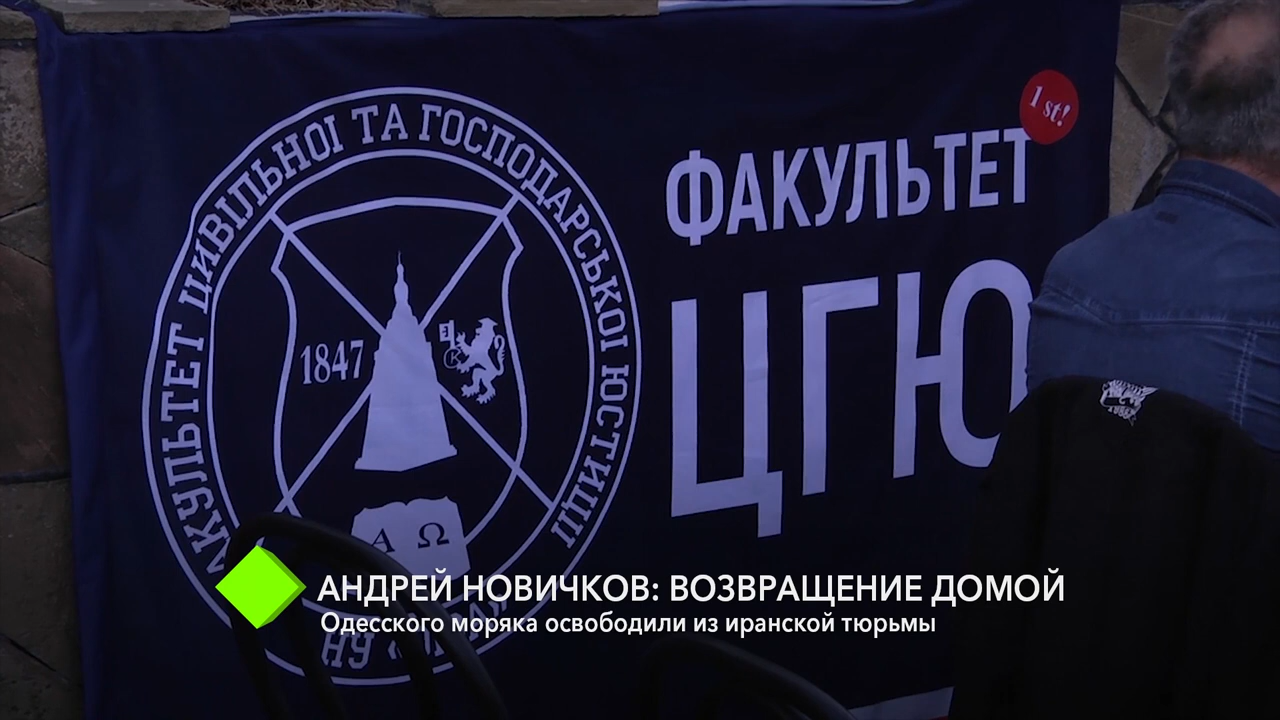 ФАКУЛЬТЕТ ЦИВІЛЬНОЇ ТА ГОСПОДАРСЬКОЇ ЮСТИЦІЇ
1847
Α Ω
НУ
1 st!
ФАКУЛЬТЕТ
ЦГЮ
АНДРЕЙ НОВИЧКОВ: ВОЗВРАЩЕНИЕ ДОМОЙ
Одесского моряка освободили из иранской тюрьмы